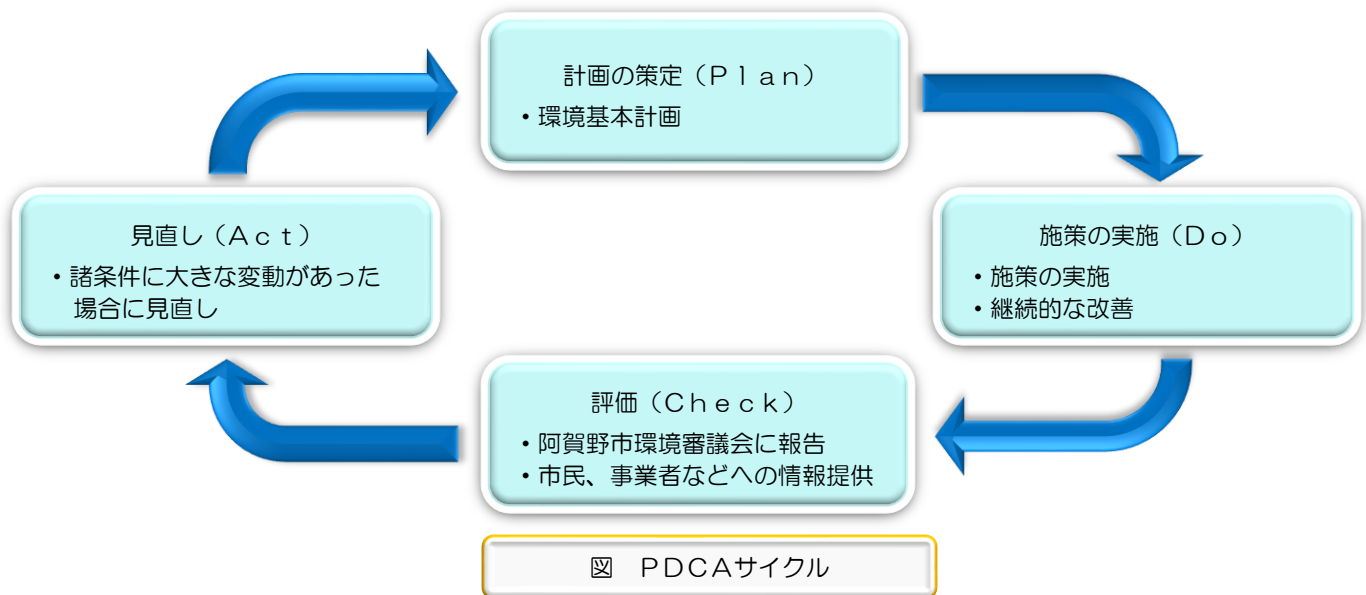 計画の策定（Ｐｌａｎ）
・環境基本計画
施策の実施（Ｄｏ）
・施策の実施
・継続的な改善
評価（Ｃｈｅｃｋ）
・阿賀野市環境審議会に報告
・市民、事業者などへの情報提供
見直し（Ａｃｔ）
・諸条件に大きな変動があった
場合に見直し
図　ＰＤＣＡサイクル